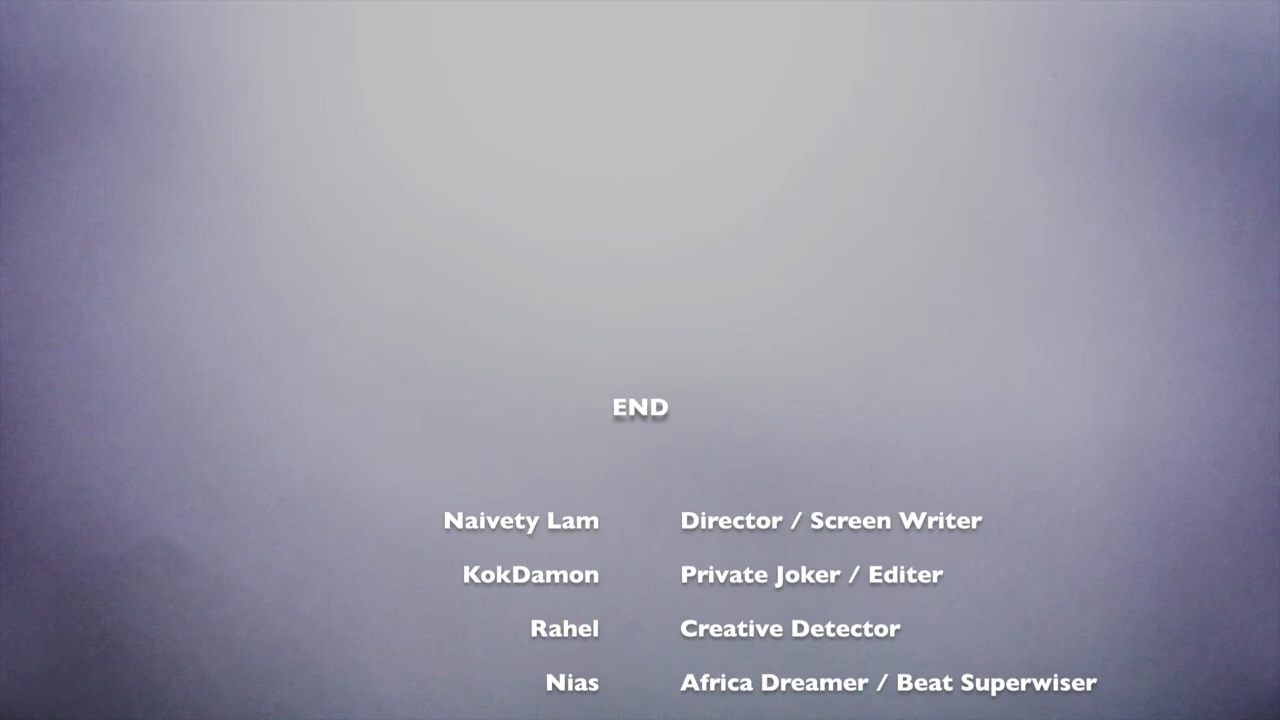 END
Naivety Lam Director / Screen Writer
KokDamon Private Joker / Editer
Rahel Creative Detector
Nias Africa Dreamer / Beat Superwiser